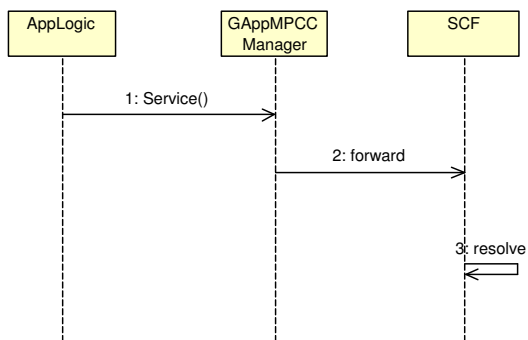 AppLogic
GAppMPCC
Manager
SCF
1: Service()
2: forward
3: resolve